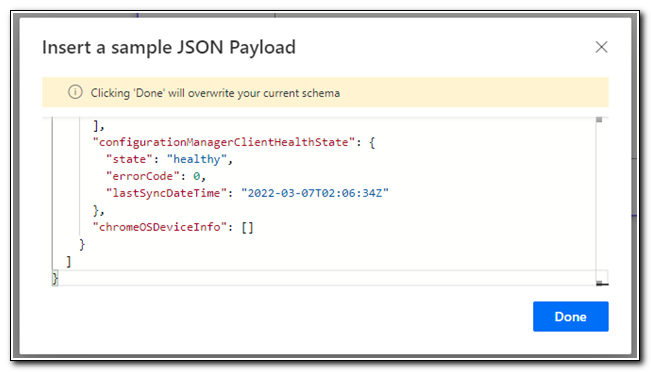 Insert a sample JSON Payload
Clicking 'Done' will overwrite your current schema
],
"configurationManagerClientHealthState": {
"state": "healthy",
"errorCode": 0,
"lastSyncDateTime": "2022-03-07T02:06:34Z"
},
"chromeOSDeviceInfo": []
}
]
}
Done